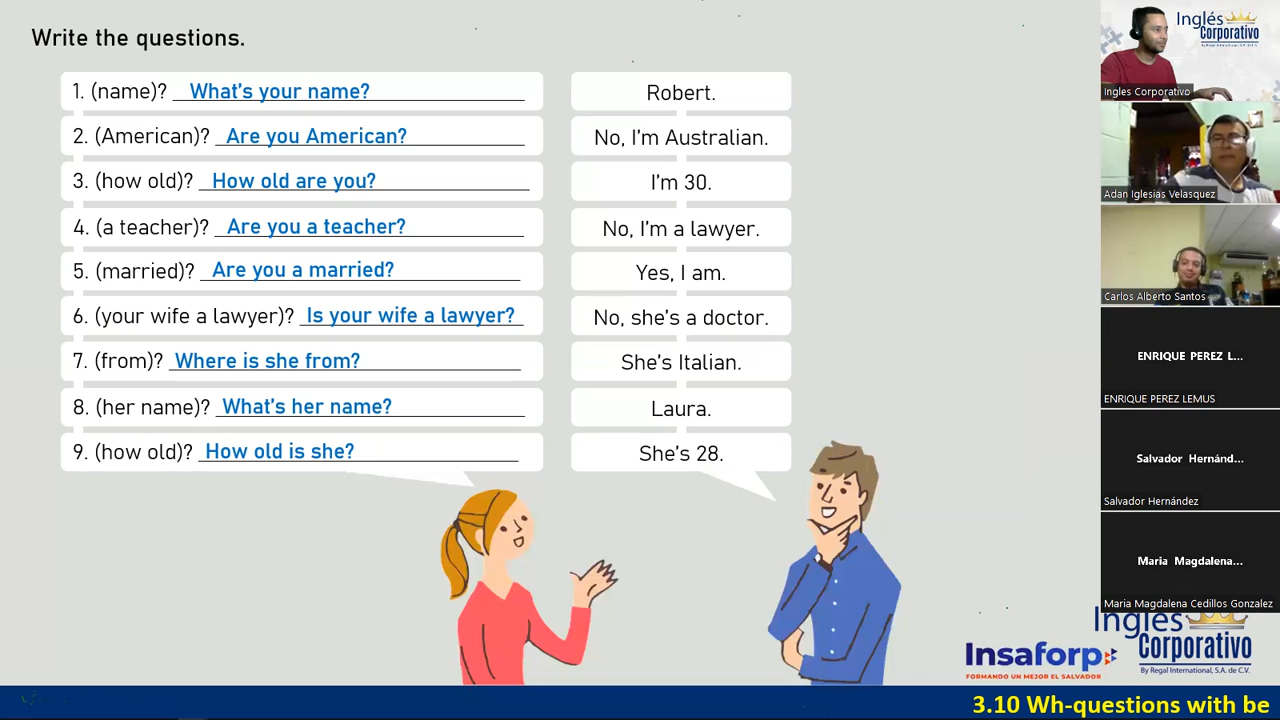 Write the questions.
1. (name)? What's your name?
Robert.
2. (American)? Are you American?
No, I'm Australian.
3. (how old)? How old are you?
I'm 30.
4. (a teacher)? Are you a teacher?
No, I'm a lawyer.
5. (married)? Are you a married?
Yes, I am.
6. (your wife a lawyer)? Is your wife a lawyer?
No, she's a doctor.
7. (from)? Where is she from?
She's Italian.
8. (her name)? What's her name?
Laura.
9. (how old)? How old is she?
She's 28.
Inglés
Corporativo
By Regal International, S.A. de C.V.
Ingles Corporativo
Adan Iglesias Velasquez
Carlos Alberto Santos
ENRIQUE PEREZ L...
ENRIQUE PEREZ LEMUS
Salvador Hernánd...
Salvador Hernández
Maria Magdalena...
Maria Magdalena Cedillos Gonzalez
Insaforp
FORMANDO UN MEJOR EL SALVADOR
Inglés
Corporativo
By Regal International, S.A. de C.V.
3.10 Wh-questions with be